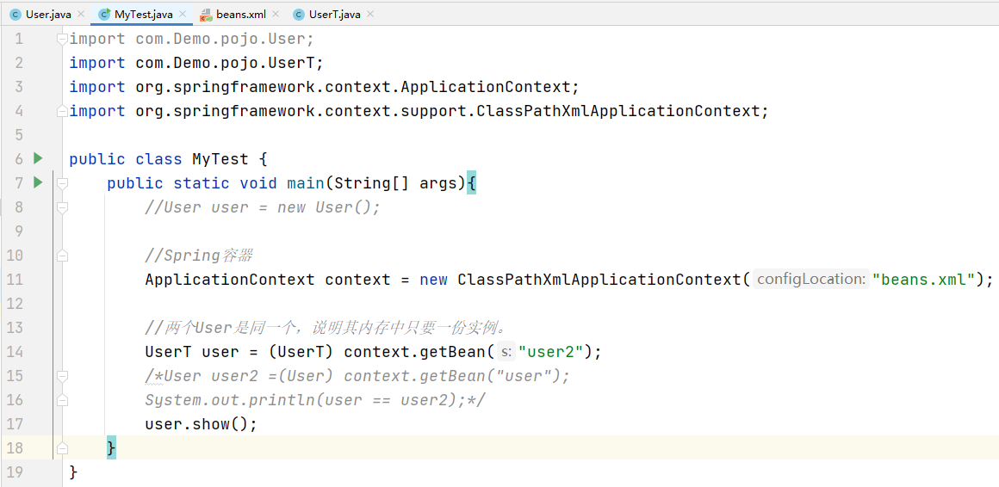 User.java MyTest.java beans.xml UserT.java
1 import com.Demo.pojo.User;
2 import com.Demo.pojo.UserT;
3 import org.springframework.context.ApplicationContext;
4 import org.springframework.context.support.ClassPathXmlApplicationContext;
5
6 public class MyTest {
7 public static void main(String[] args){
8 //User user = new User();
9
10 //Spring容器
11 ApplicationContext context = new ClassPathXmlApplicationContext( configLocation: "beans.xml");
12
13 //两个User是同一个，说明其内存中只要一份实例。
14 UserT user = (UserT) context.getBean( s: "user2");
15 /*User user2 =(User) context.getBean("user");
16 System.out.println(user == user2);*/
17 user.show();
18 }
19 }